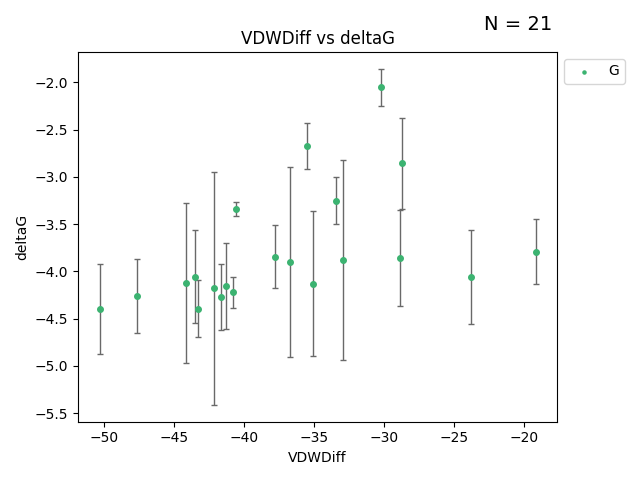 N = 21
VDWDiff vs deltaG
G
−2.0
−2.5
−3.0
−3.5
−4.0
−4.5
−5.0
−5.5
deltaG
−50 −45 −40 −35 −30 −25 −20
VDWDiff